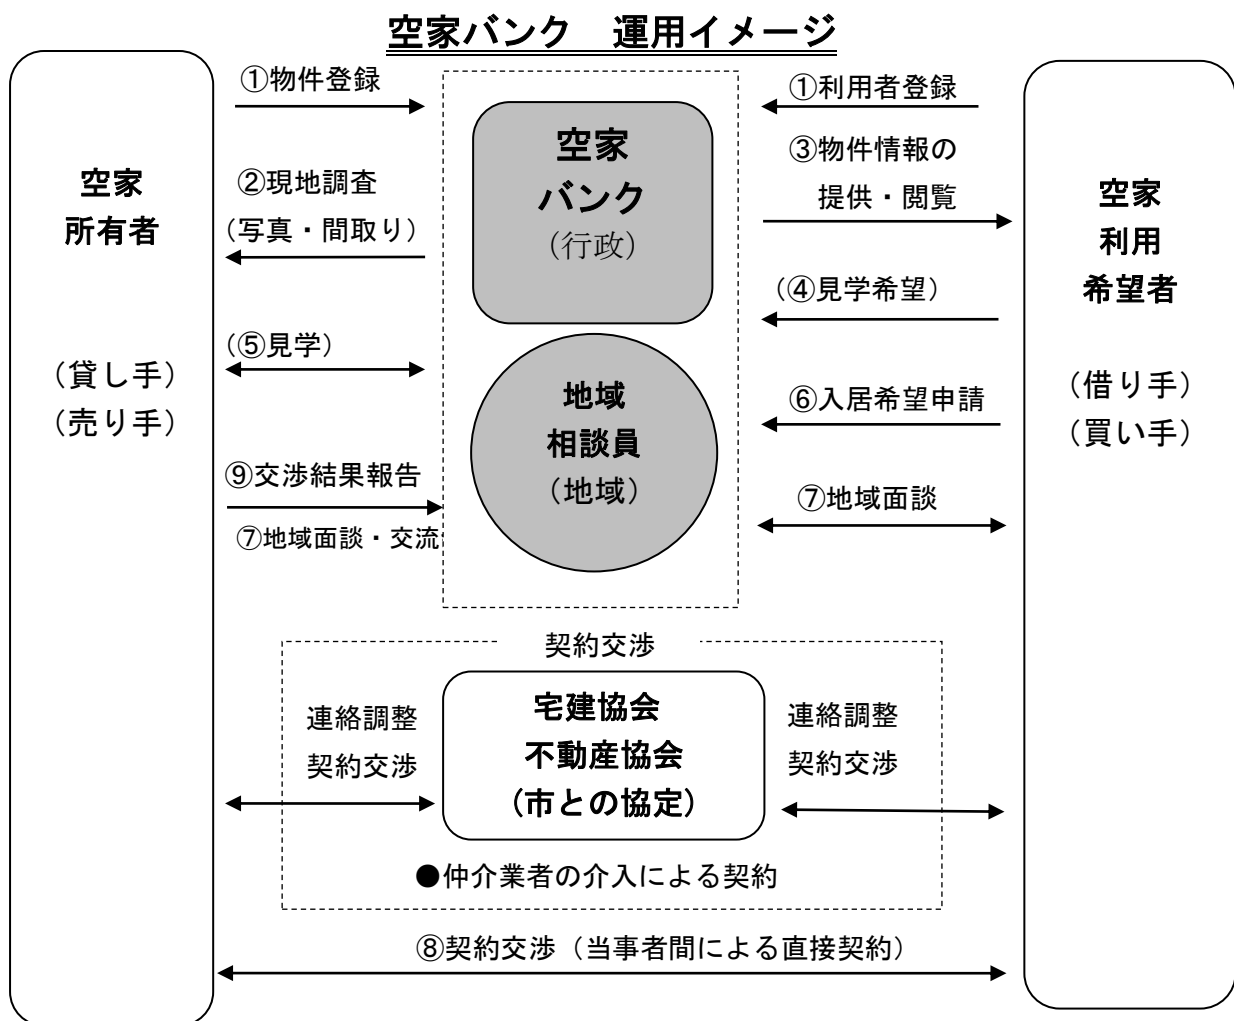 空家バンク　運用イメージ
空家
所有者
（貸し手）
（売り手）
①物件登録
②現地調査
（写真・間取り）
（⑤見学）
⑨交渉結果報告
⑦地域面談・交流
空家
バンク
（行政）
地域
相談員
（地域）
①利用者登録
③物件情報の
提供・閲覧
（④見学希望）
⑥入居希望申請
⑦地域面談
空家
利用
希望者
（借り手）
（買い手）
契約交渉
連絡調整
契約交渉
宅建協会
不動産協会
（市との協定）
連絡調整
契約交渉
●仲介業者の介入による契約
⑧契約交渉（当事者間による直接契約）